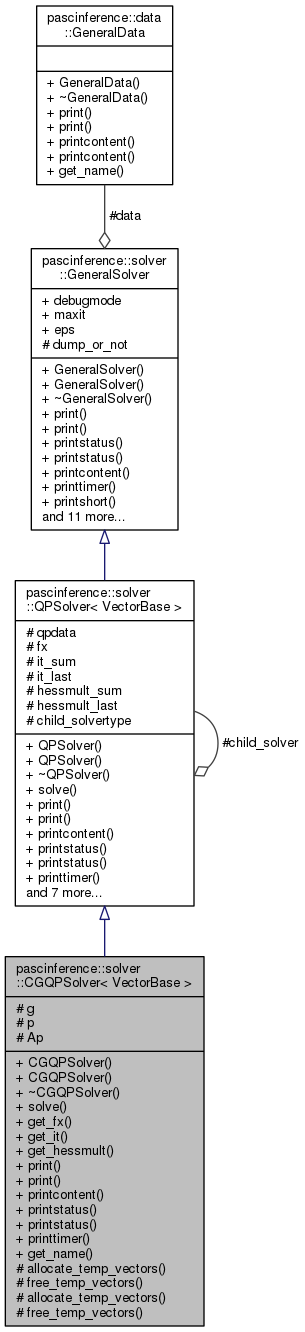 pascinference::data
::GeneralData
+ GeneralData()
+ ~GeneralData()
+ print()
+ print()
+ printcontent()
+ printcontent()
+ get_name()
#data
pascinference::solver
::GeneralSolver
+ debugmode
+ maxit
+ eps
# dump_or_not
+ GeneralSolver()
+ GeneralSolver()
+ ~GeneralSolver()
+ print()
+ print()
+ printstatus()
+ printstatus()
+ printcontent()
+ printtimer()
+ printshort()
and 11 more...
pascinference::solver
::QPSolver< VectorBase >
# qpdata
# fx
# it_sum
# it_last
# hessmult_sum
# hessmult_last
# child_solvertype
+ QPSolver()
+ QPSolver()
+ ~QPSolver()
+ solve()
+ print()
+ print()
+ printcontent()
+ printstatus()
+ printstatus()
+ printtimer()
and 7 more...
#child_solver
pascinference::solver
::CGQPSolver< VectorBase >
# g
# p
# Ap
+ CGQPSolver()
+ CGQPSolver()
+ ~CGQPSolver()
+ solve()
+ get_fx()
+ get_it()
+ get_hessmult()
+ print()
+ print()
+ printcontent()
+ printstatus()
+ printstatus()
+ printtimer()
+ get_name()
# allocate_temp_vectors()
# free_temp_vectors()
# allocate_temp_vectors()
# free_temp_vectors()